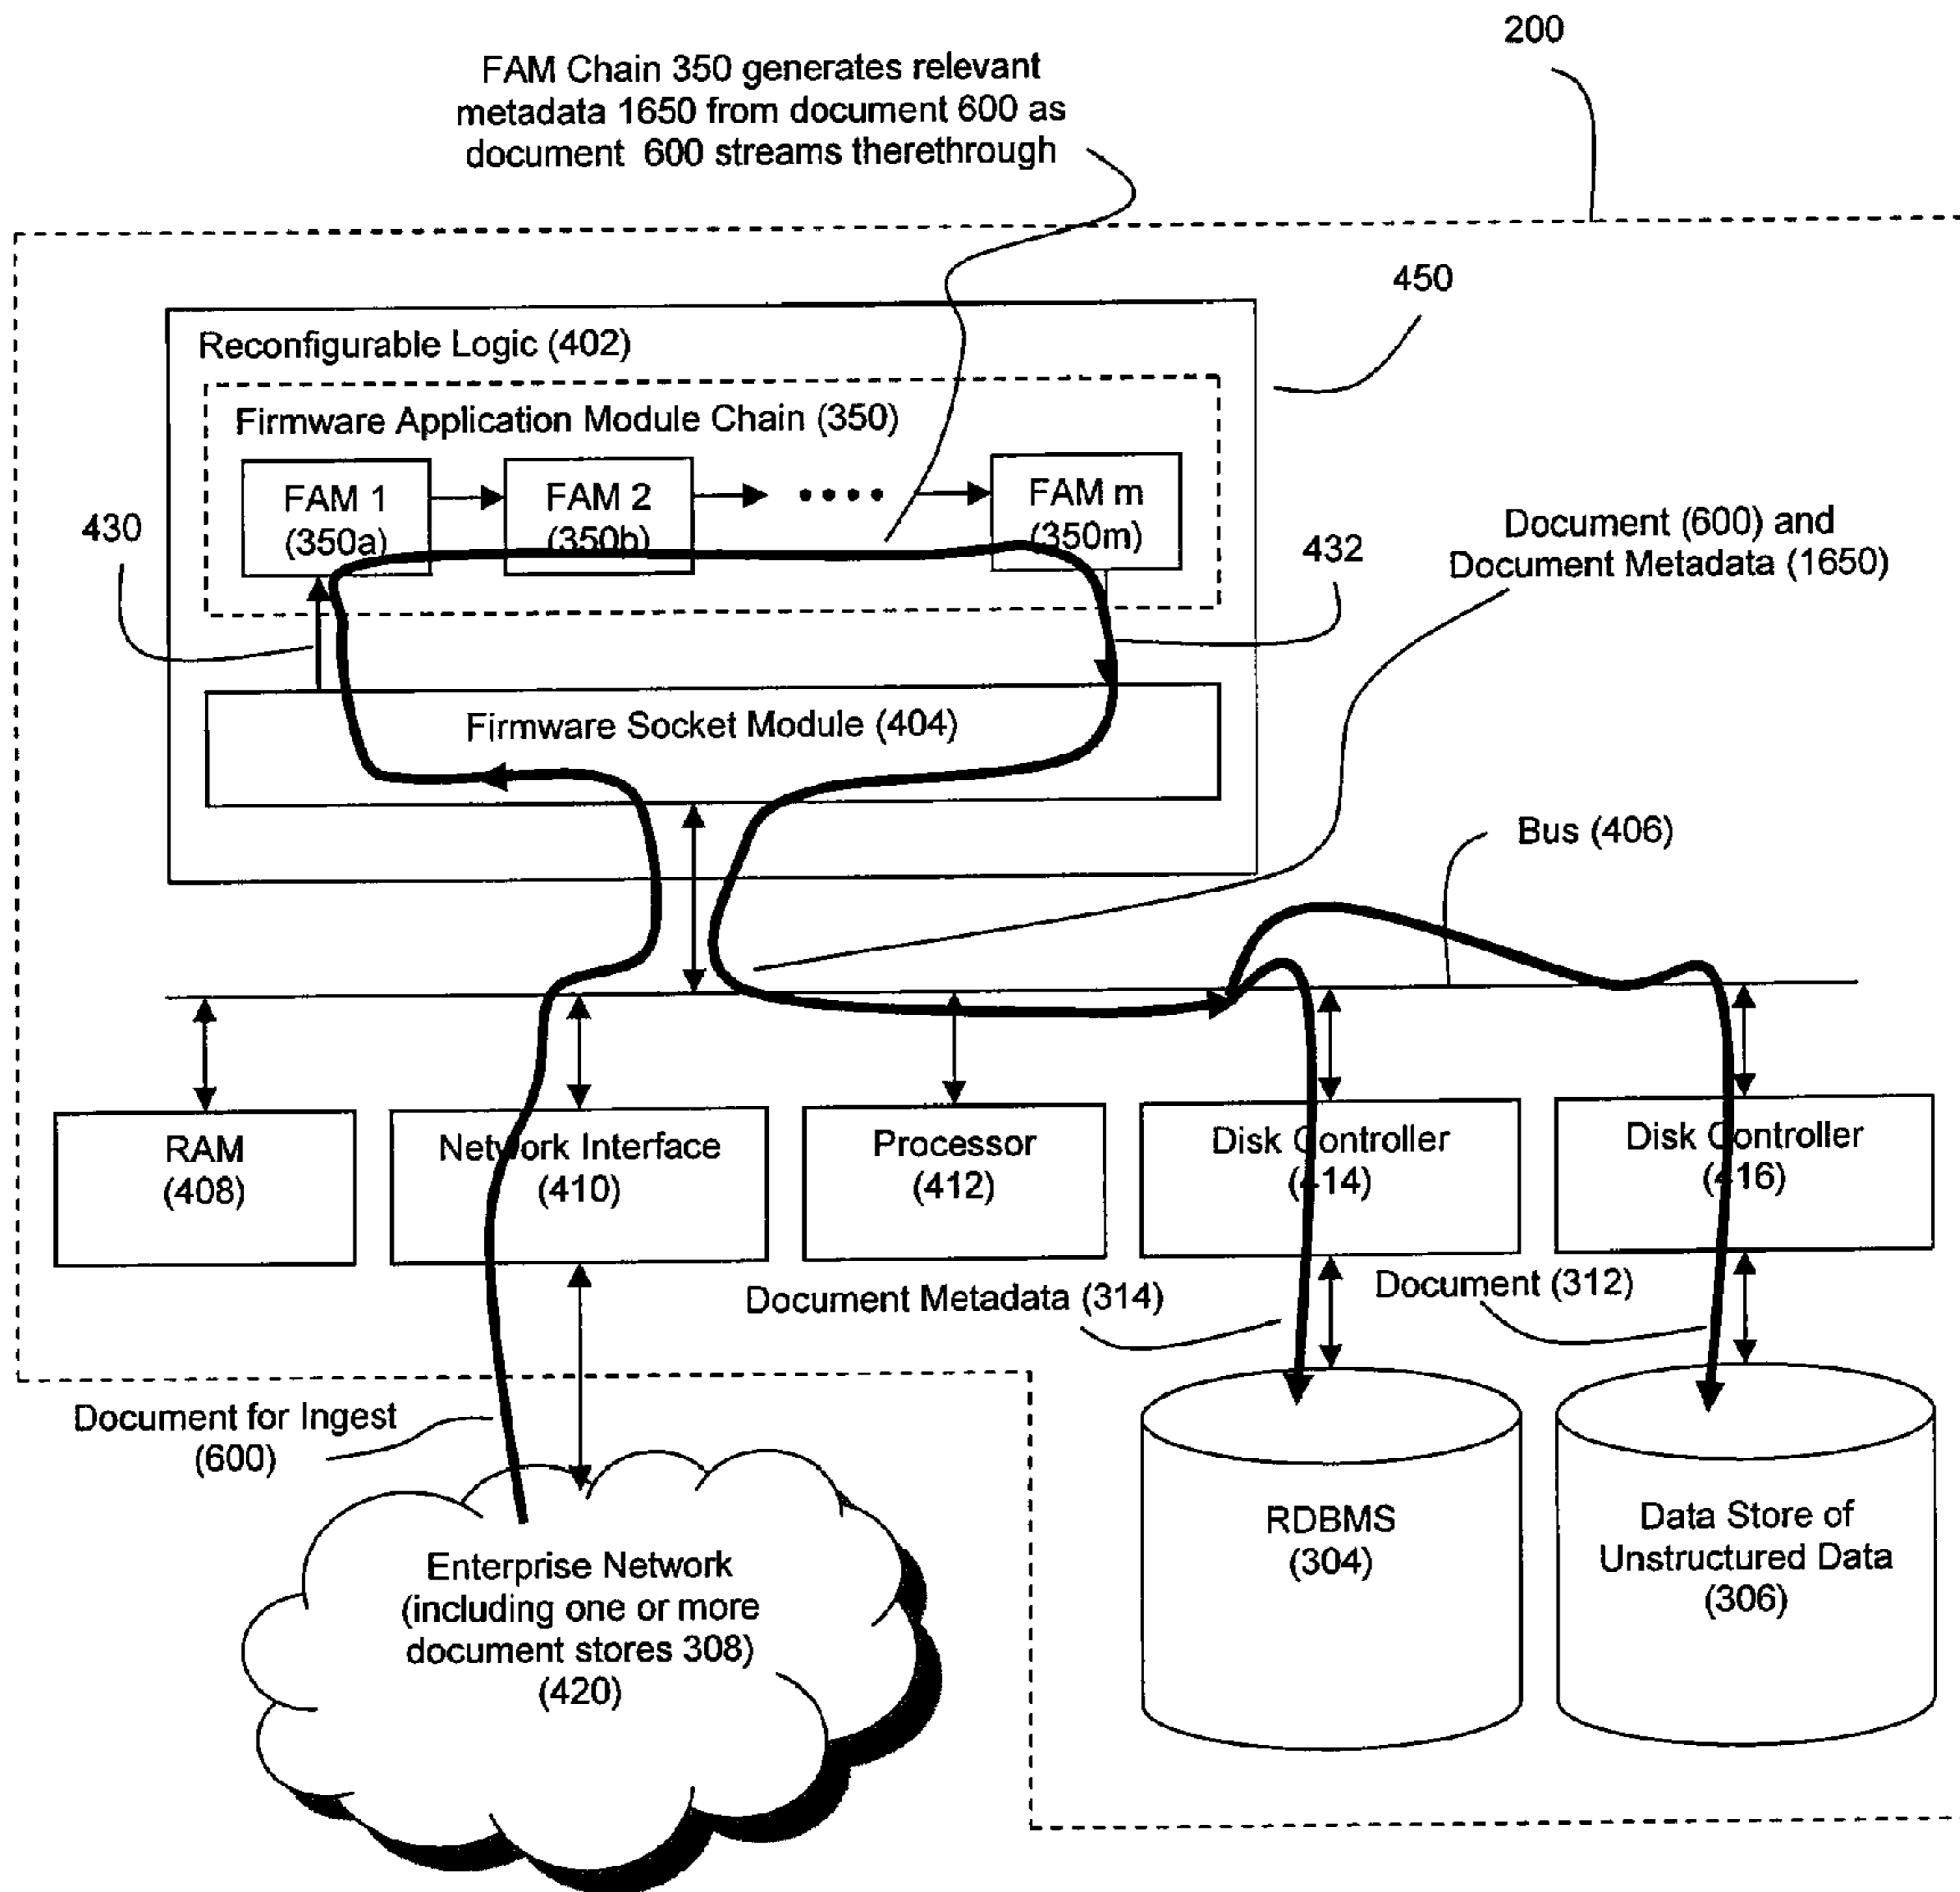 200
FAM Chain 350 generates relevant
metadata 1650 from document 600 as
document 600 streams therethrough
450
Reconfigurable Logic (402)
Firmware Application Module Chain (350)
FAM 1
(350a)
FAM 2
(350b)
••••
FAM m
(350m)
430
432
Document (600) and
Document Metadata (1650)
Firmware Socket Module (404)
Bus (406)
RAM
(408)
Network Interface
(410)
Processor
(412)
Disk Controller
(414)
Disk Controller
(416)
Document Metadata (314)
Document (312)
Document for Ingest
(600)
Enterprise Network
(including one or more
document stores 308)
(420)
RDBMS
(304)
Data Store of
Unstructured Data
(306)